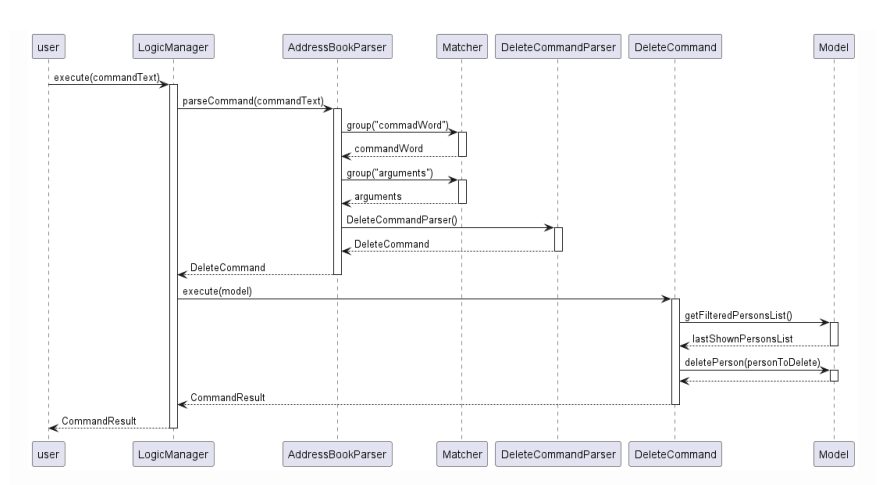 user LogicManager AddressBookParser Matcher DeleteCommandParser DeleteCommand Model
execute(commandText)
parseCommand(commandText)
group("commadWord")
commandWord
group("arguments")
arguments
DeleteCommandParser()
DeleteCommand
DeleteCommand
execute(model)
getFilteredPersonsList()
lastShownPersonsList
deletePerson(personToDelete)
CommandResult
CommandResult
user LogicManager AddressBookParser Matcher DeleteCommandParser DeleteCommand Model